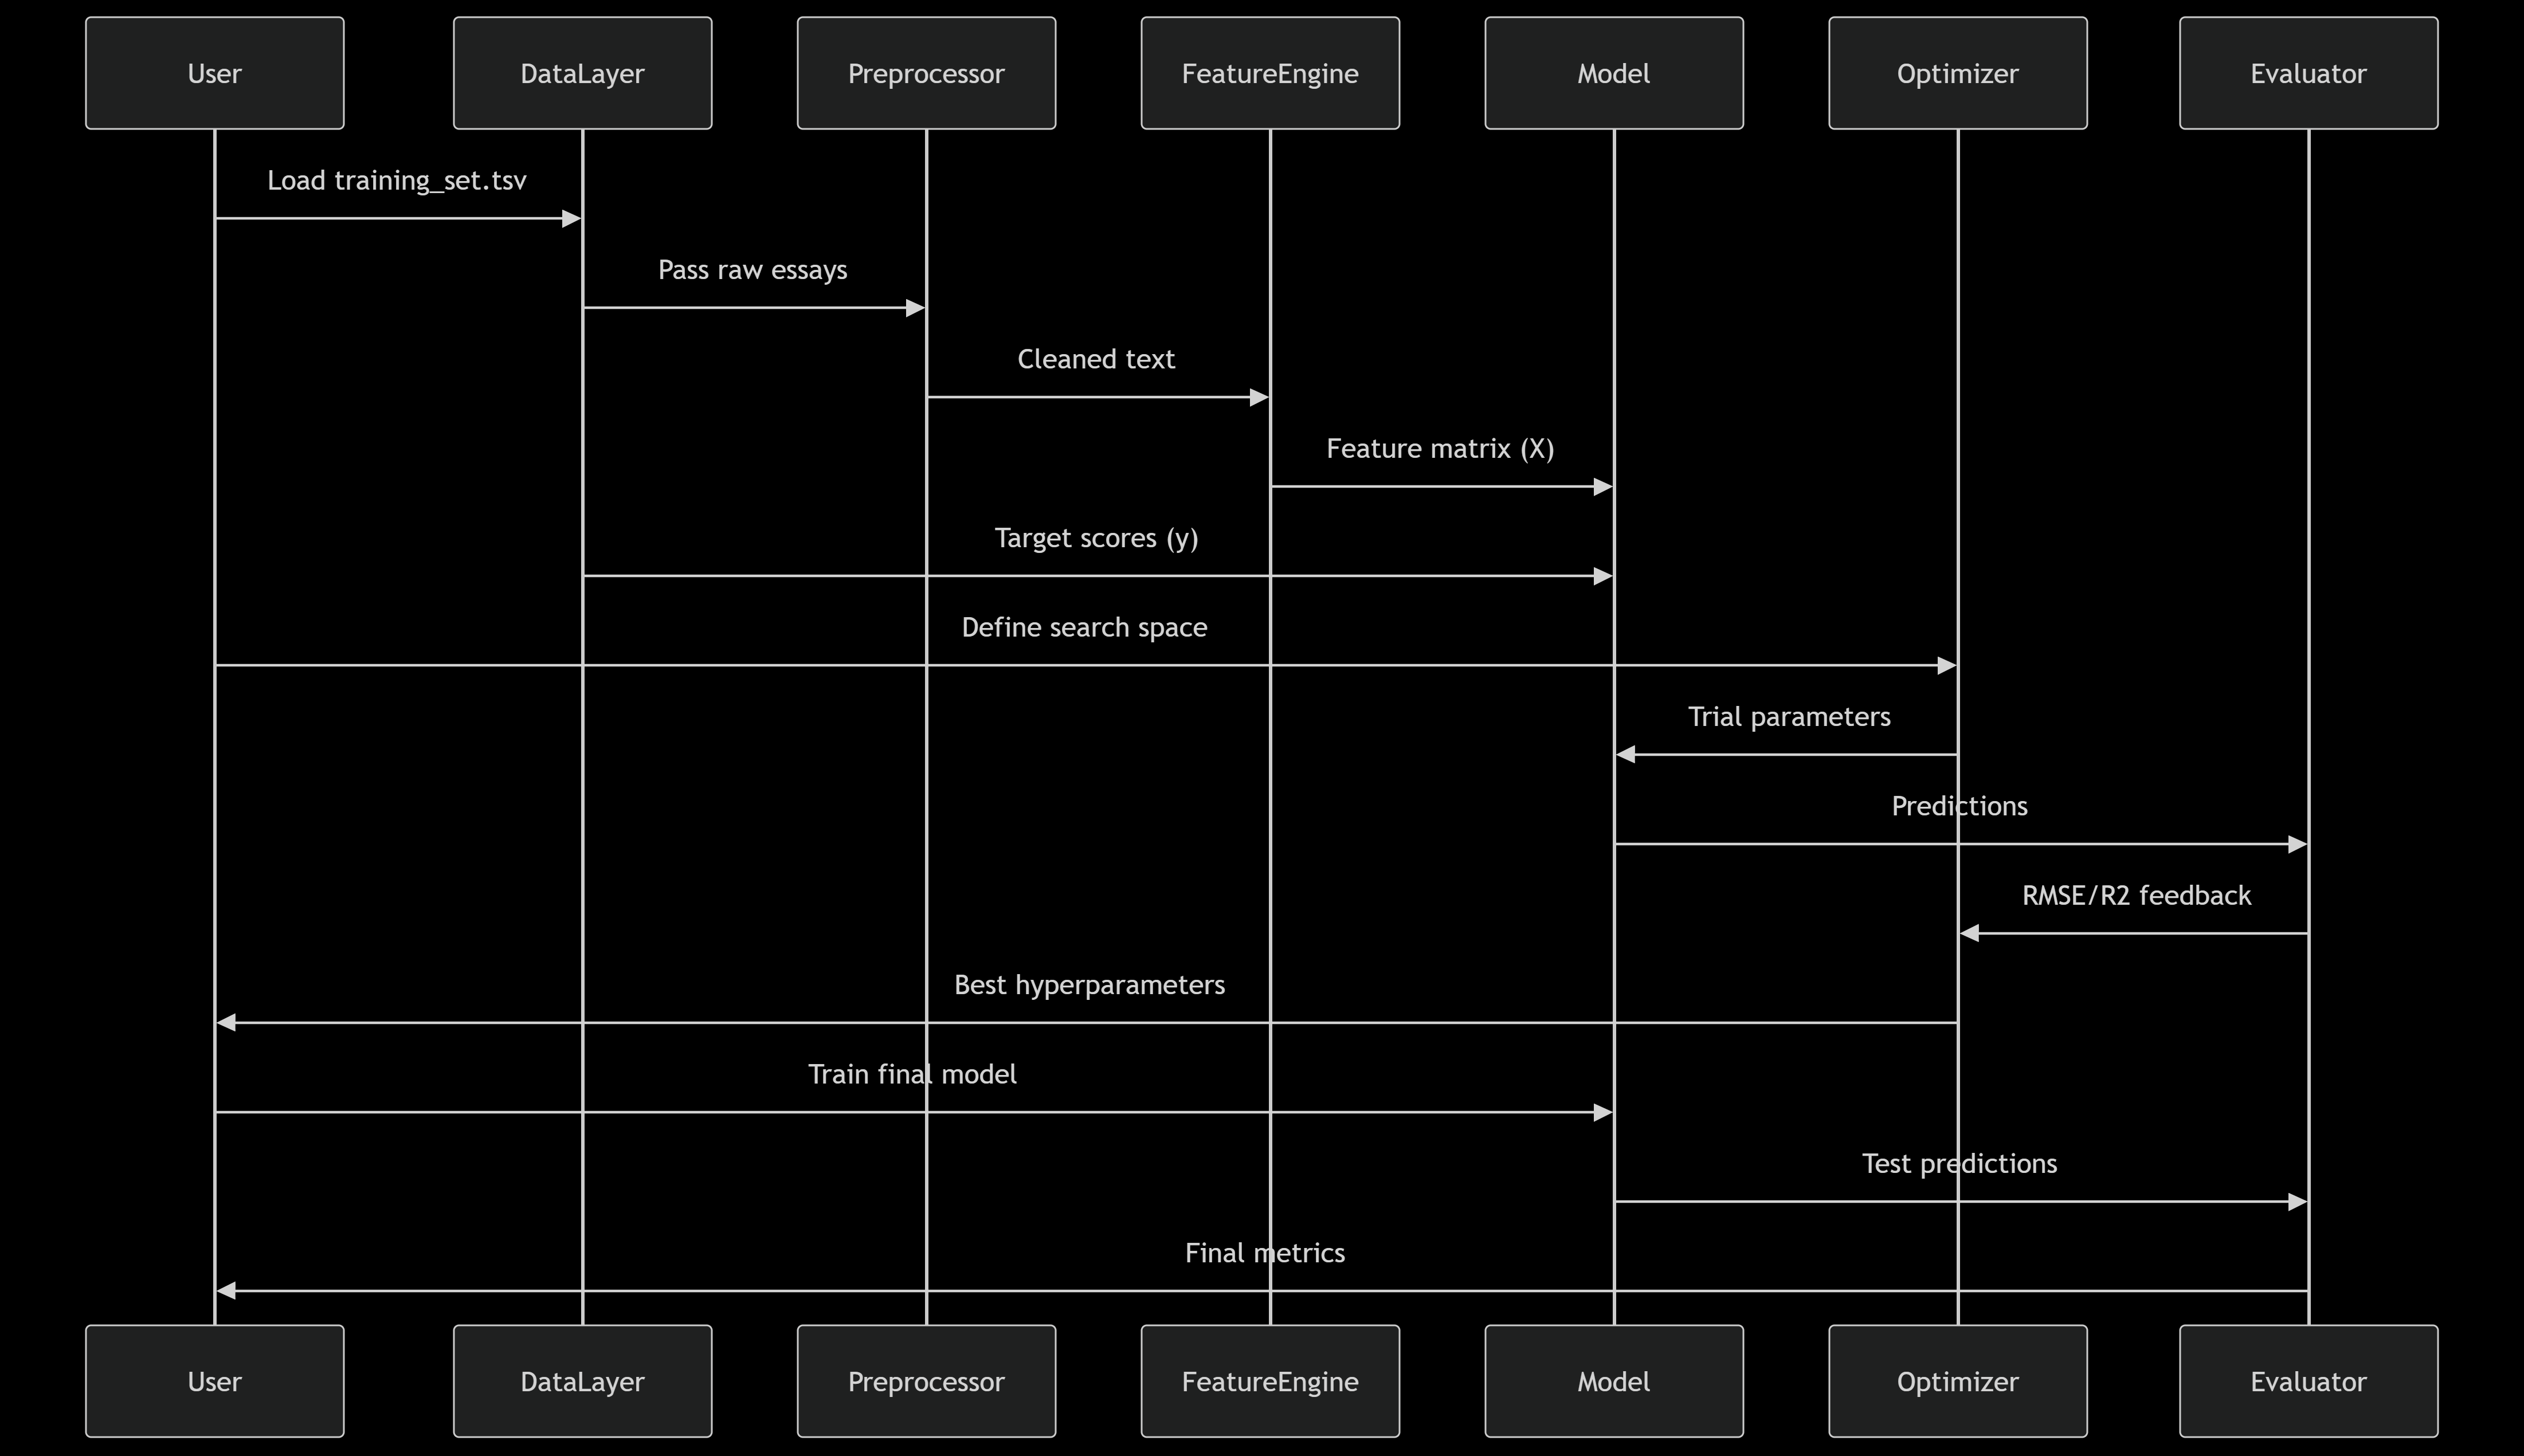 User
DataLayer
Preprocessor
FeatureEngine
Model
Optimizer
Evaluator
Load training_set.tsv
Pass raw essays
Cleaned text
Feature matrix (X)
Target scores (y)
Define search space
Trial parameters
Predictions
RMSE/R2 feedback
Best hyperparameters
Train final model
Test predictions
Final metrics
User
DataLayer
Preprocessor
FeatureEngine
Model
Optimizer
Evaluator